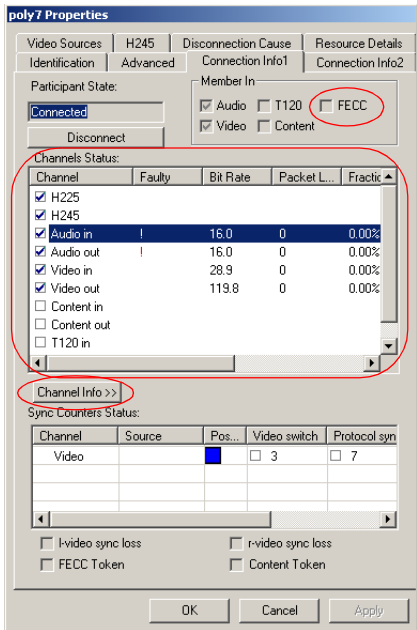 poly7 Properties
Video Sources H245 Disconnection Cause Resource Details
Identification Advanced Connection Info1 Connection Info2
Participant State:
Connected
Disconnect
Member In
Audio T120 FECC
Video Content
Channels Status:
Channel Faulty Bit Rate Packet L... Fractic
H225
H245
Audio in ! 16.0 0 0.00%
Audio out ! 16.0 0 0.00%
Video in 28.9 0 0.00%
Video out 119.8 0 0.00%
Content in
Content out
T120 in
Channel Info >>
Sync Counters Status:
Channel Source Pos... Video switch Protocol syn
Video 3 7
l-video sync loss r-video sync loss
FECC Token Content Token
OK Cancel Apply